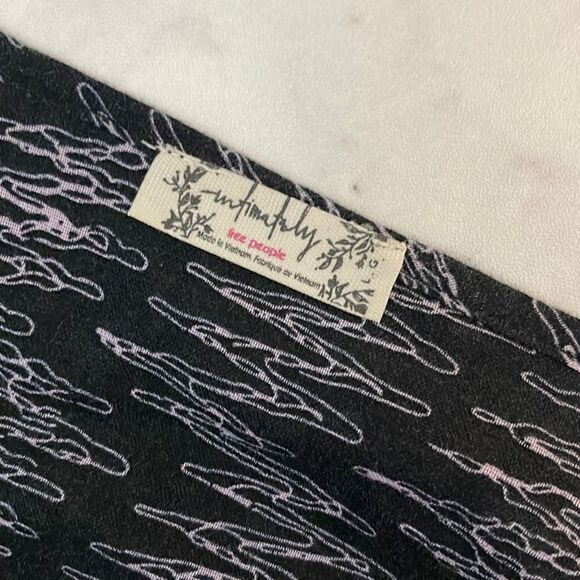 intimately
free people
Made in Vietnam Fabriqué au Vietnam